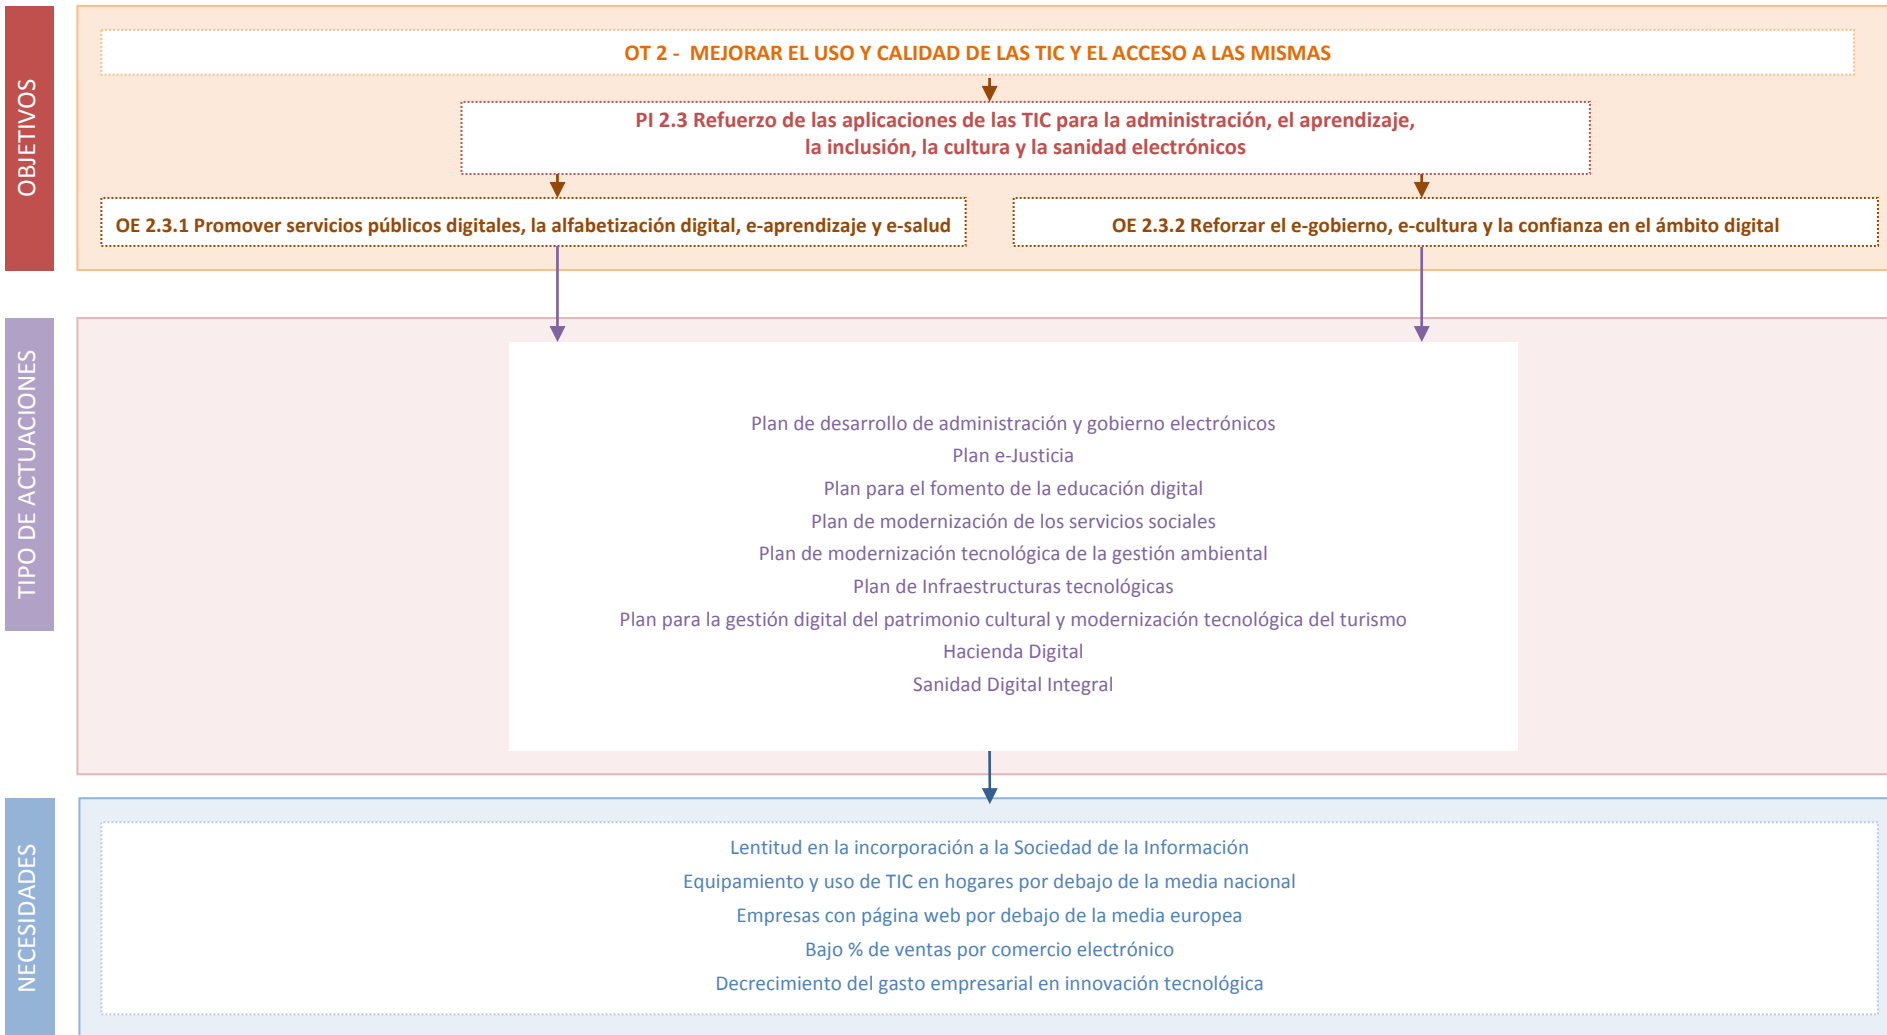 OBJETIVOS
OT 2 - MEJORAR EL USO Y CALIDAD DE LAS TIC Y EL ACCESO A LAS MISMAS
PI 2.3 Refuerzo de las aplicaciones de las TIC para la administración, el aprendizaje,
la inclusión, la cultura y la sanidad electrónicos
OE 2.3.1 Promover servicios públicos digitales, la alfabetización digital, e-aprendizaje y e-salud
OE 2.3.2 Reforzar el e-gobierno, e-cultura y la confianza en el ámbito digital
TIPO DE ACTUACIONES
Plan de desarrollo de administración y gobierno electrónicos
Plan e-Justicia
Plan para el fomento de la educación digital
Plan de modernización de los servicios sociales
Plan de modernización tecnológica de la gestión ambiental
Plan de Infraestructuras tecnológicas
Plan para la gestión digital del patrimonio cultural y modernización tecnológica del turismo
Hacienda Digital
Sanidad Digital Integral
NECESIDADES
Lentitud en la incorporación a la Sociedad de la Información
Equipamiento y uso de TIC en hogares por debajo de la media nacional
Empresas con página web por debajo de la media europea
Bajo % de ventas por comercio electrónico
Decrecimiento del gasto empresarial en innovación tecnológica